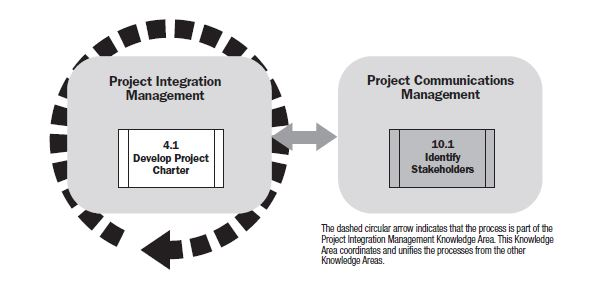 Project Integration
Management
4.1
Develop Project
Charter
Project Communications
Management
10.1
Identify
Stakeholders
The dashed circular arrow indicates that the process is part of the
Project Integration Management Knowledge Area. This Knowledge
Area coordinates and unifies the processes from the other
Knowledge Areas.